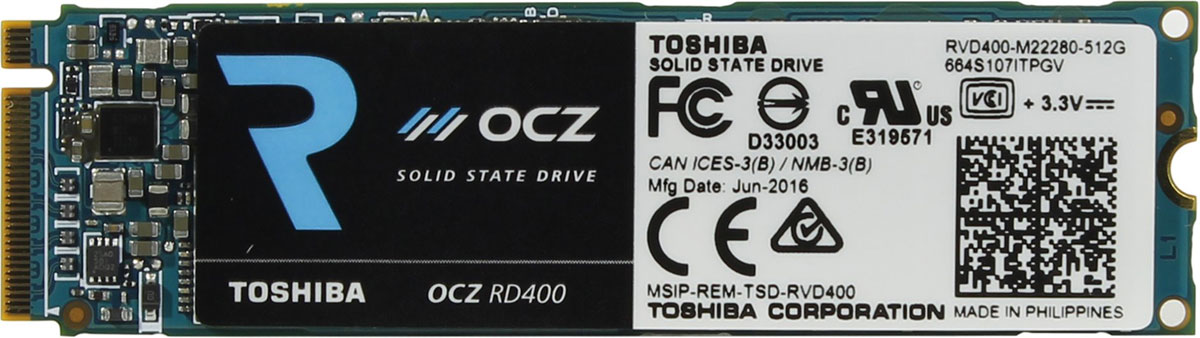 R
OCZ
SOLID STATE DRIVE
TOSHIBA OCZ RD400
TOSHIBA
SOLID STATE DRIVE
RVD400-M22280-512G
664S107ITPGV
FC
D33003
C UR US
E319571
VCI
+ 3.3V
CAN ICES-3(B) / NMB-3(B)
Mfg Date: Jun-2016
CE
MSIP-REM-TSD-RVD400
TOSHIBA CORPORATION MADE IN PHILIPPINES
L1